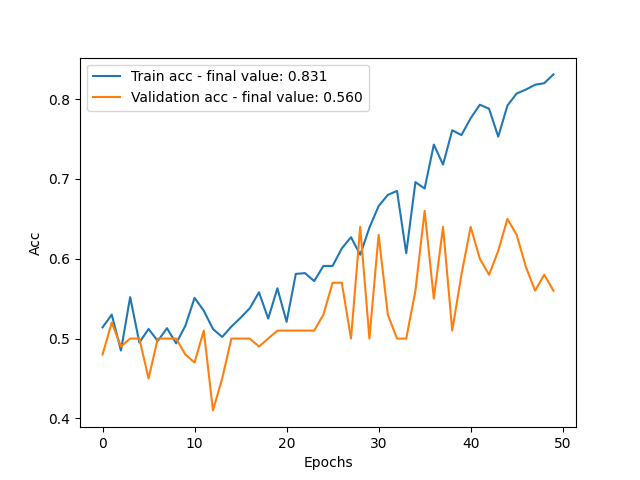 Train acc - final value: 0.831
Validation acc - final value: 0.560
0.8
0.7
0.6
0.5
0.4
Acc
0 10 20 30 40 50
Epochs